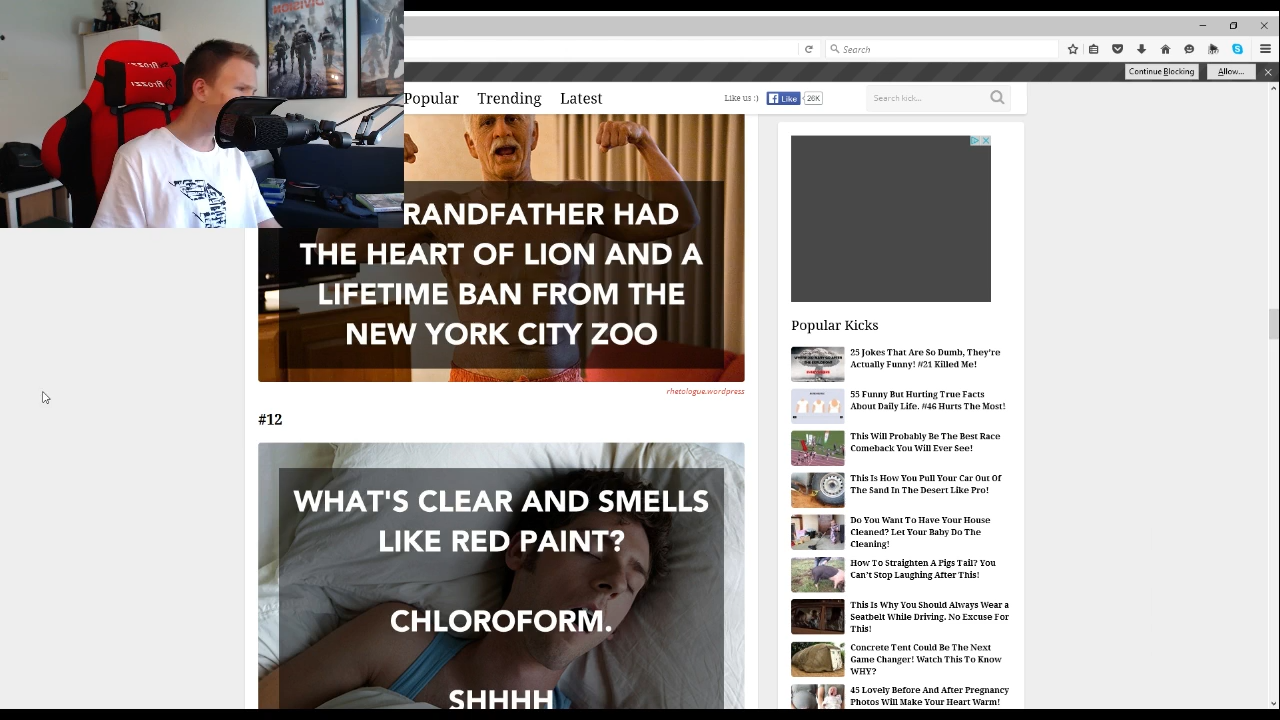 Search
Continue Blocking
Allow...
Popular
Trending
Latest
Like us :)
Like
26K
Search kick...
RANDFATHER HAD
THE HEART OF LION AND A
LIFETIME BAN FROM THE
NEW YORK CITY ZOO
rhetologue.wordpress
#12
WHAT'S CLEAR AND SMELLS
LIKE RED PAINT?
CHLOROFORM.
SHHHH
Popular Kicks
25 Jokes That Are So Dumb, They're
Actually Funny! #21 Killed Me!
55 Funny But Hurting True Facts
About Daily Life. #46 Hurts The Most!
This Will Probably Be The Best Race
Comeback You Will Ever See!
This Is How You Pull Your Car Out Of
The Sand In The Desert Like Pro!
Do You Want To Have Your House
Cleaned? Let Your Baby Do The
Cleaning!
How To Straighten A Pigs Tail? You
Can't Stop Laughing After This!
This Is Why You Should Always Wear a
Seatbelt While Driving. No Excuse For
This!
Concrete Tent Could Be The Next
Game Changer! Watch This To Know
WHY?
45 Lovely Before And After Pregnancy
Photos Will Make Your Heart Warm!